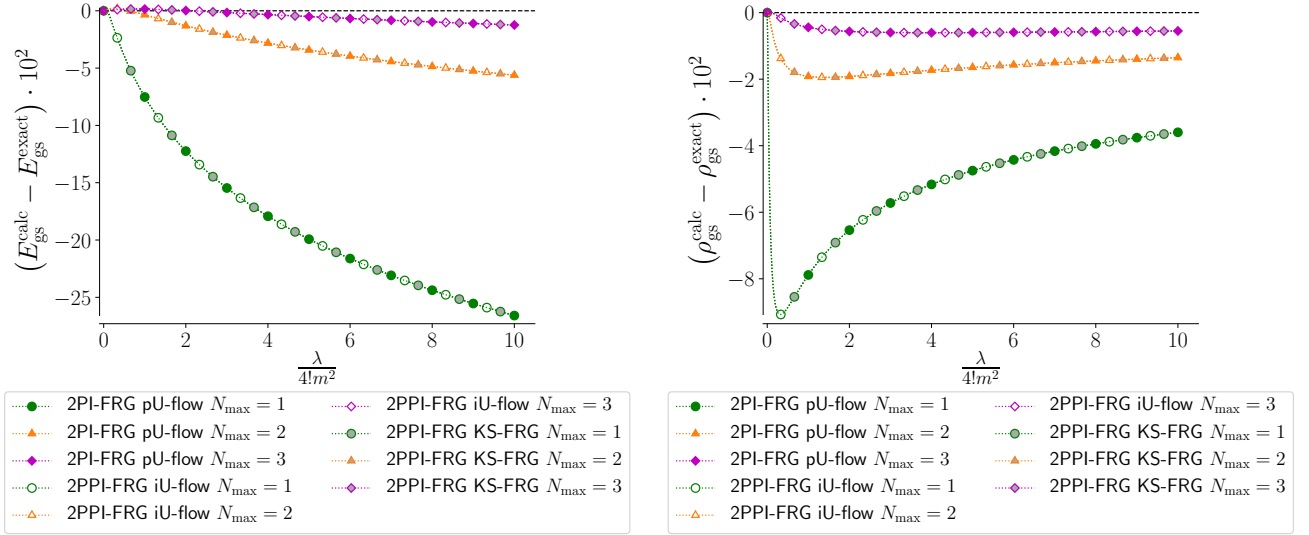 (E_gs^calc − E_gs^exact) · 10^2
0
−5
−10
−15
−20
−25
0 2 4 6 8 10
λ/4!m^2
2PI-FRG pU-flow N_max = 1
2PI-FRG pU-flow N_max = 2
2PI-FRG pU-flow N_max = 3
2PPI-FRG iU-flow N_max = 1
2PPI-FRG iU-flow N_max = 2
2PPI-FRG iU-flow N_max = 3
2PPI-FRG KS-FRG N_max = 1
2PPI-FRG KS-FRG N_max = 2
2PPI-FRG KS-FRG N_max = 3
(ρ_gs^calc − ρ_gs^exact) · 10^2
0
−2
−4
−6
−8
0 2 4 6 8 10
λ/4!m^2
2PI-FRG pU-flow N_max = 1
2PI-FRG pU-flow N_max = 2
2PI-FRG pU-flow N_max = 3
2PPI-FRG iU-flow N_max = 1
2PPI-FRG iU-flow N_max = 2
2PPI-FRG iU-flow N_max = 3
2PPI-FRG KS-FRG N_max = 1
2PPI-FRG KS-FRG N_max = 2
2PPI-FRG KS-FRG N_max = 3